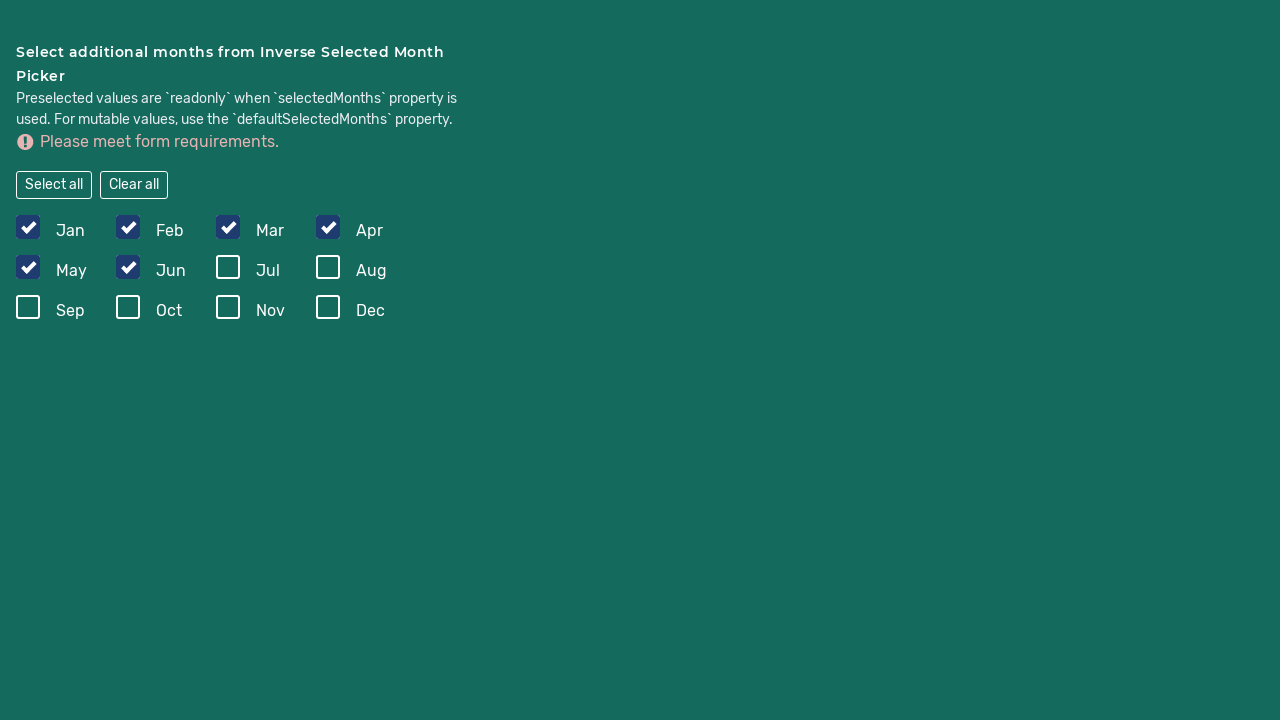 Select additional months from Inverse Selected Month
Picker
Preselected values are `readonly` when `selectedMonths` property is
used. For mutable values, use the `defaultSelectedMonths` property.
Please meet form requirements.
Select all Clear all
Jan Feb Mar Apr
May Jun Jul Aug
Sep Oct Nov Dec